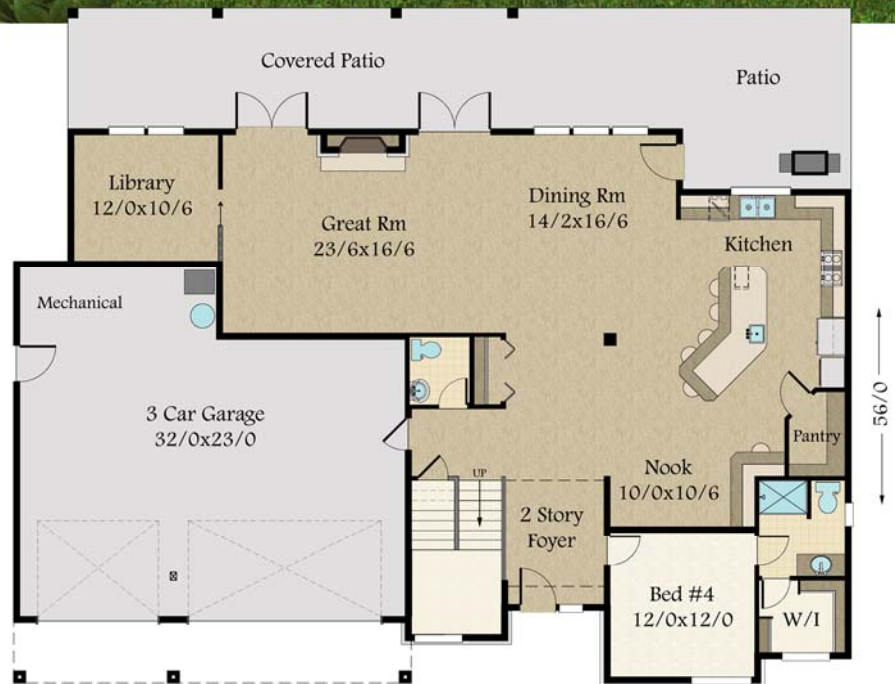 Covered Patio
Patio
Library
12/0x10/6
Great Rm
23/6x16/6
Dining Rm
14/2x16/6
Kitchen
Mechanical
56/0
3 Car Garage
32/0x23/0
Pantry
UP
Nook
10/0x10/6
2 Story
Foyer
Bed #4
12/0x12/0
W/I